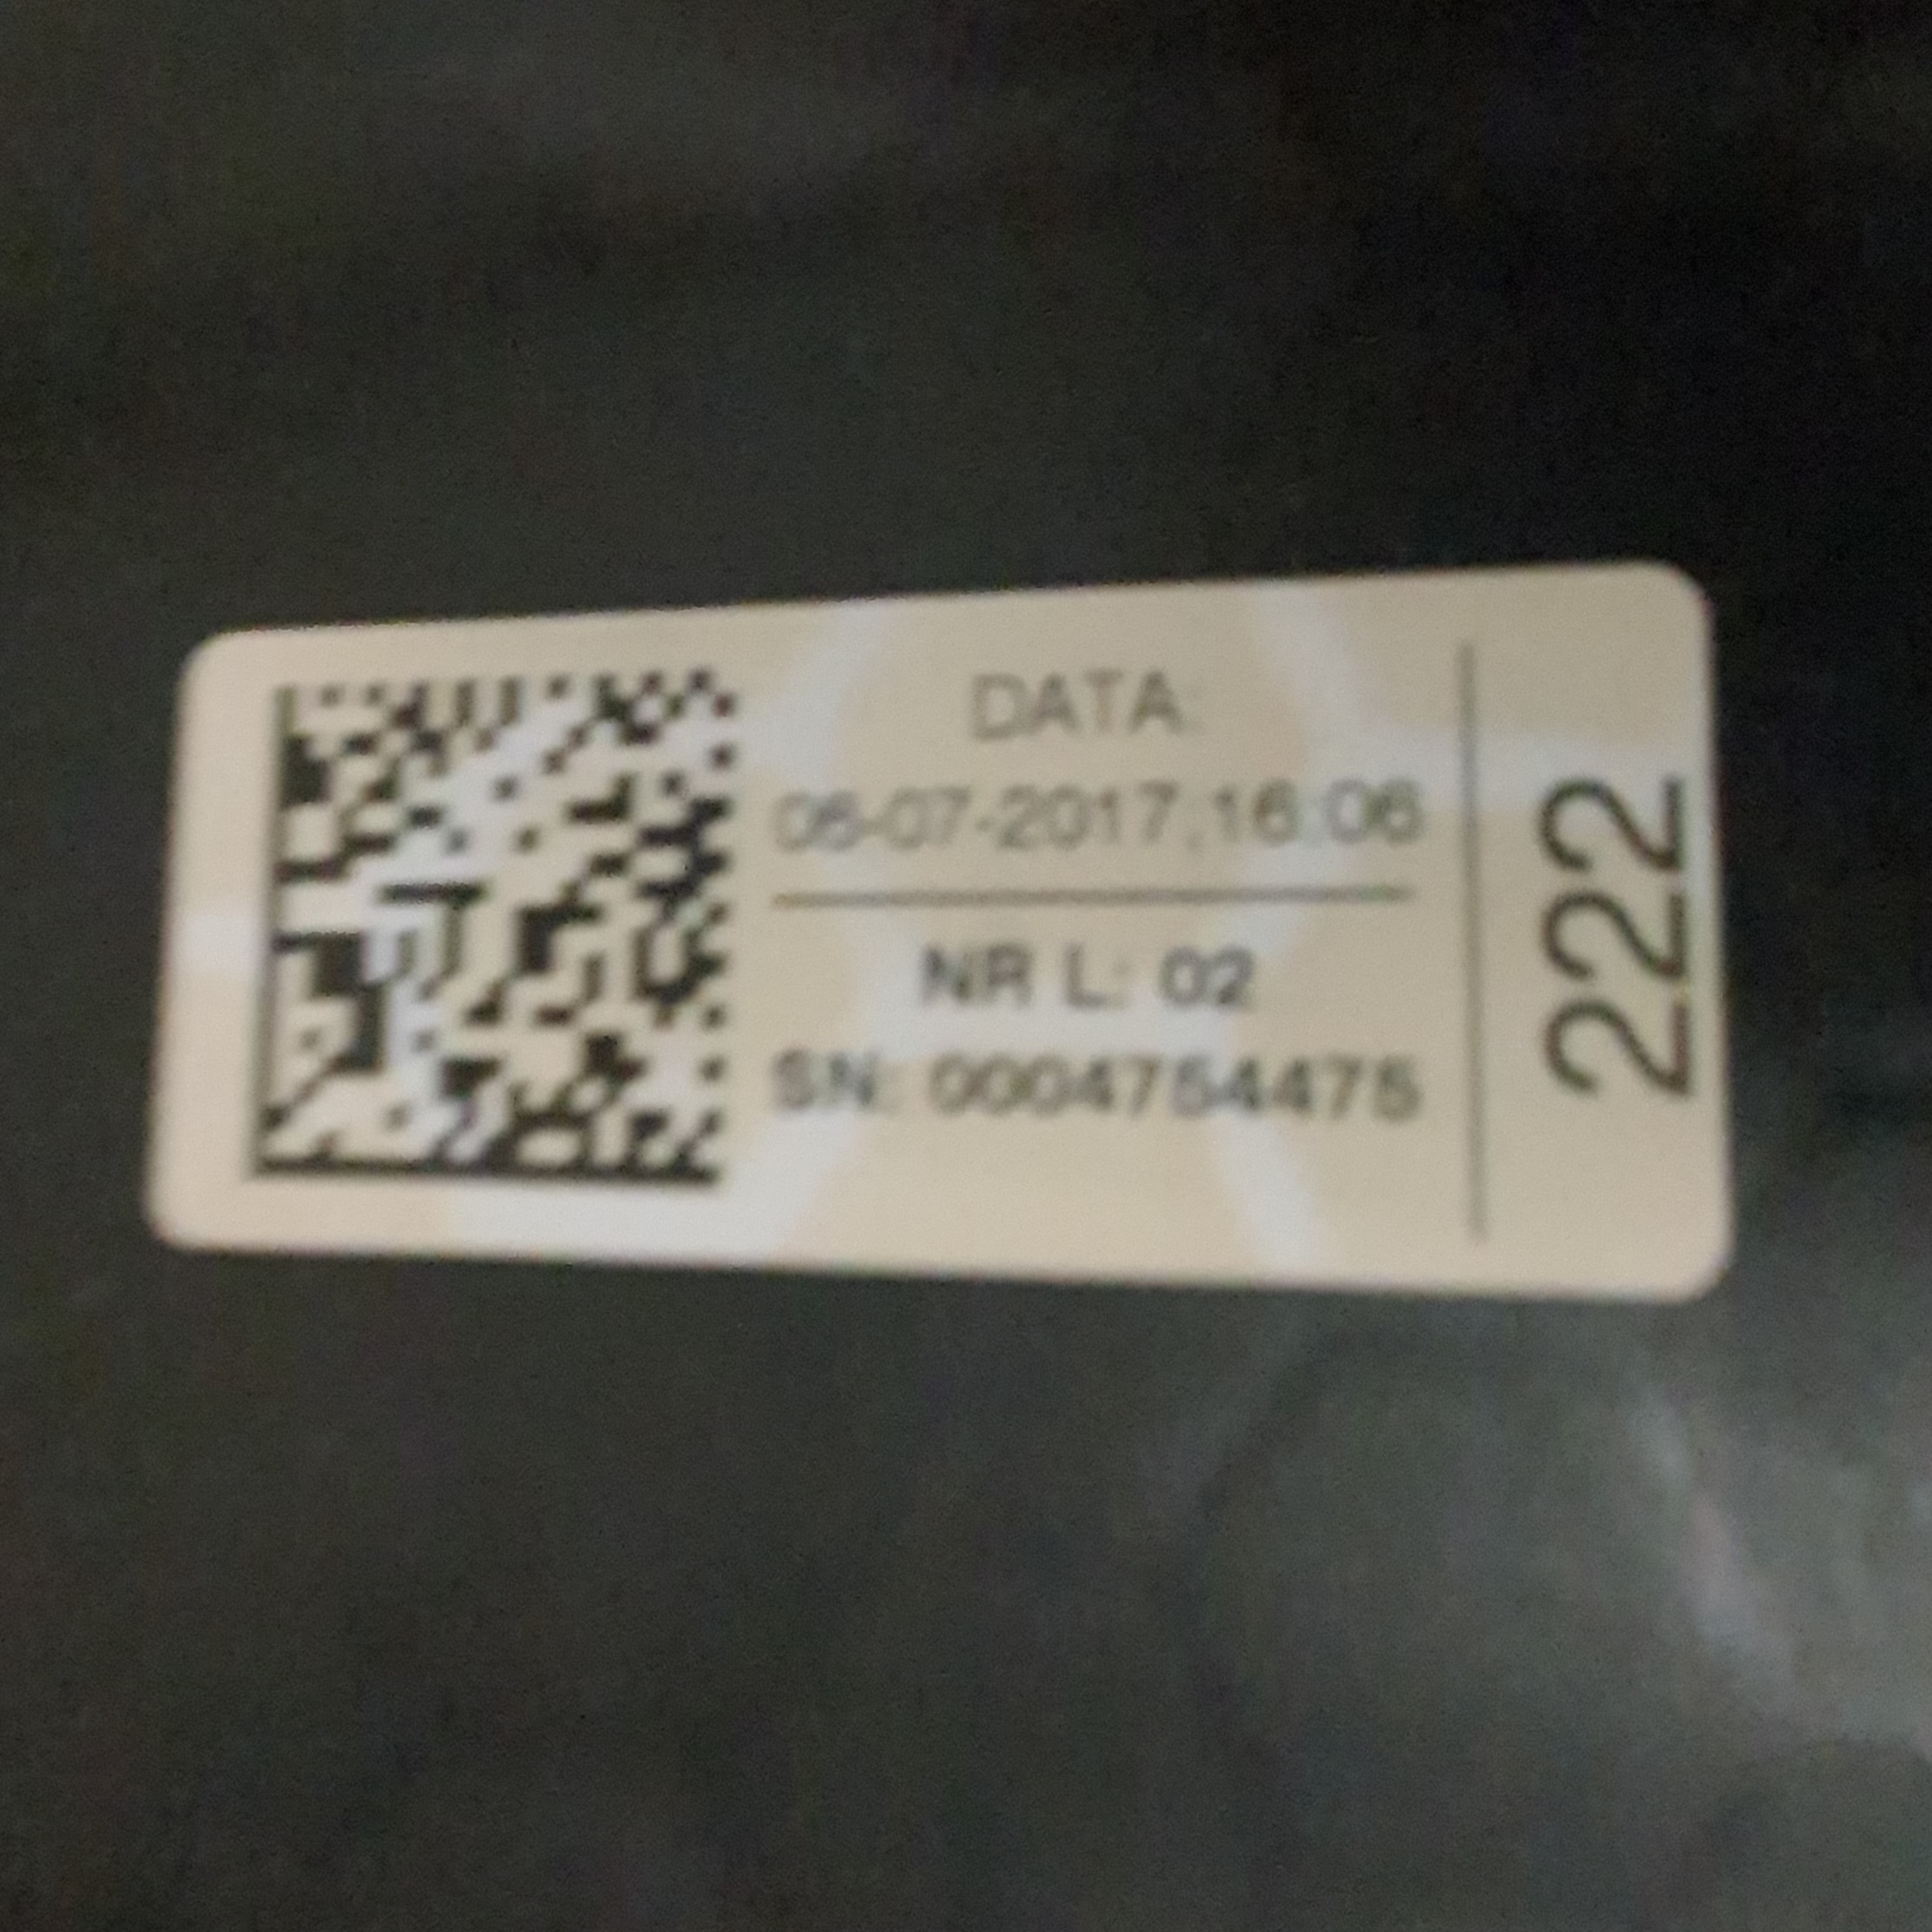 DATA:
06-07-2017,16:06
NR L: 02
SN: 0004754475
222